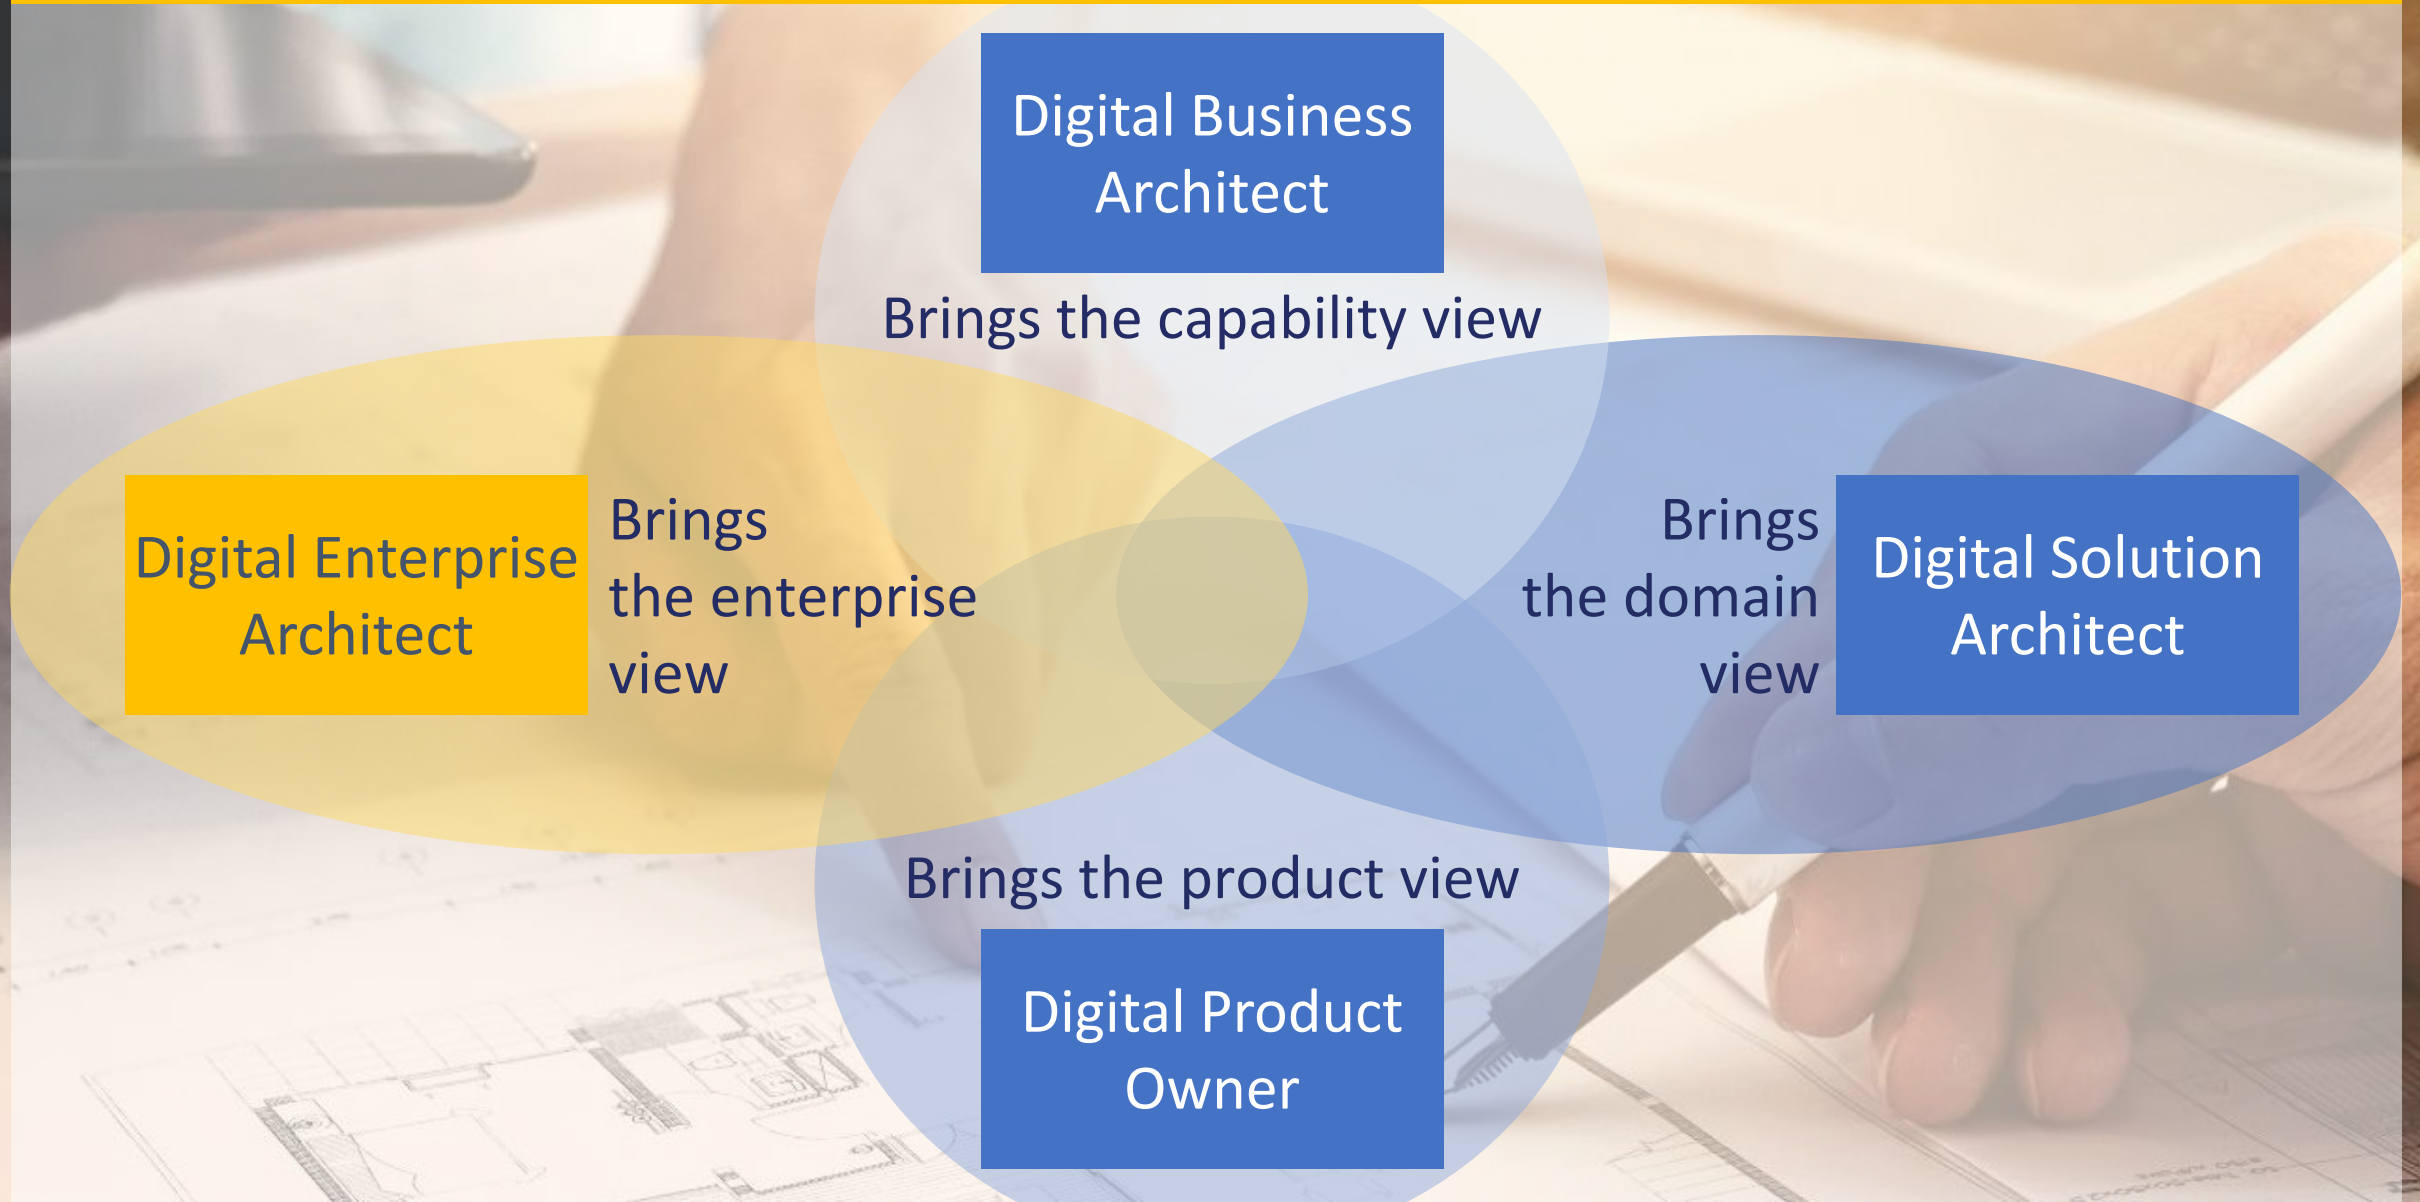 Digital Business
Architect
Brings the capability view
Digital Enterprise
Architect
Brings
the enterprise
view
Brings
the domain
view
Digital Solution
Architect
Brings the product view
Digital Product
Owner